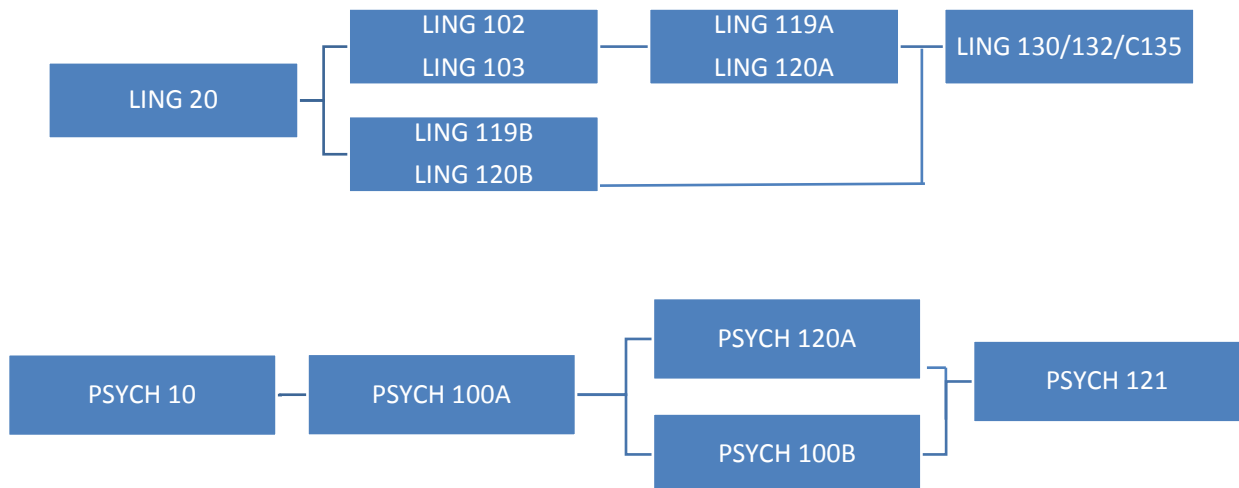 LING 20
LING 102
LING 103
LING 119B
LING 120B
LING 119A
LING 120A
LING 130/132/C135
PSYCH 10
PSYCH 100A
PSYCH 120A
PSYCH 100B
PSYCH 121